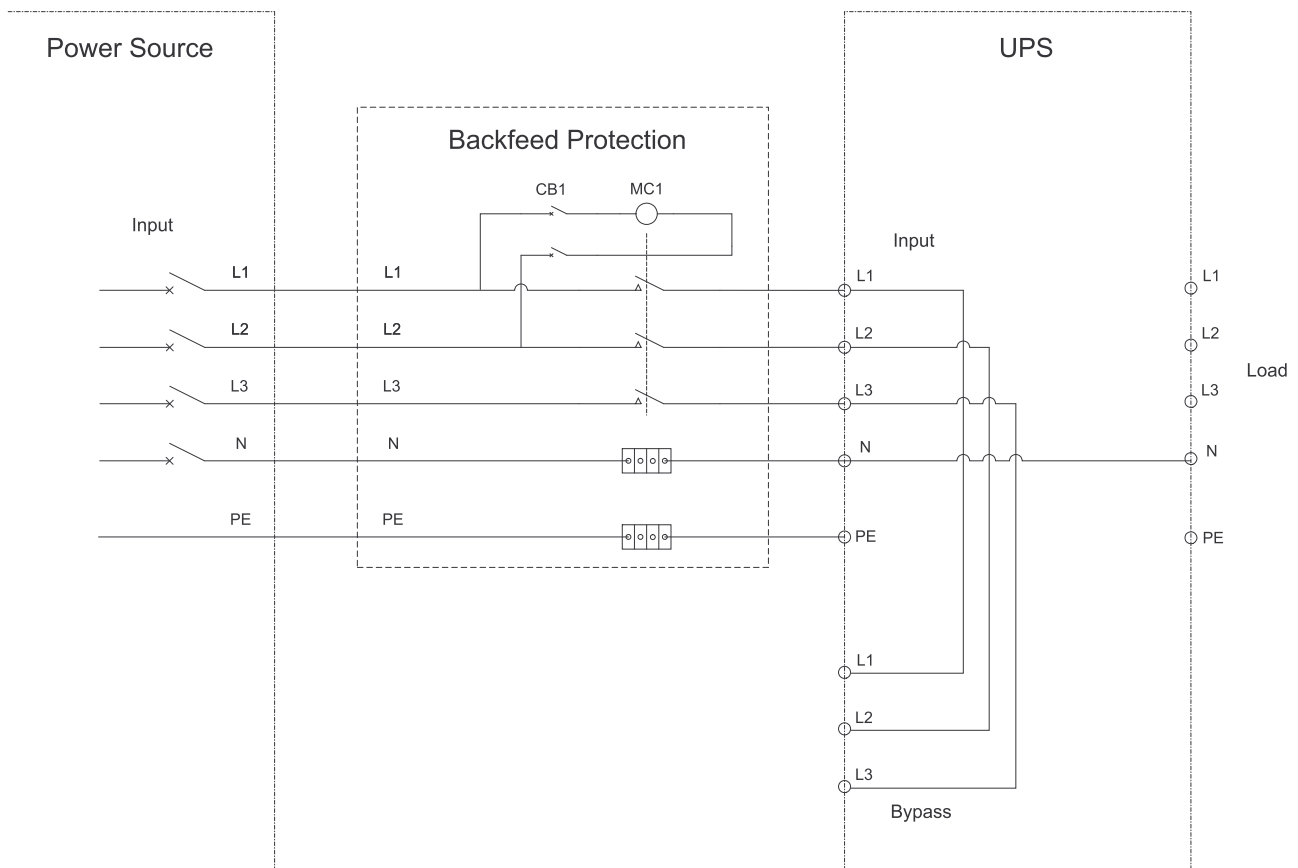 Power Source
UPS
Backfeed Protection
CB1
MC1
Input
Input
L1
L1
L1
L1
L2
L2
L2
L2
L3
L3
L3
L3
Load
N
N
N
N
PE
PE
PE
PE
L1
L2
L3
Bypass